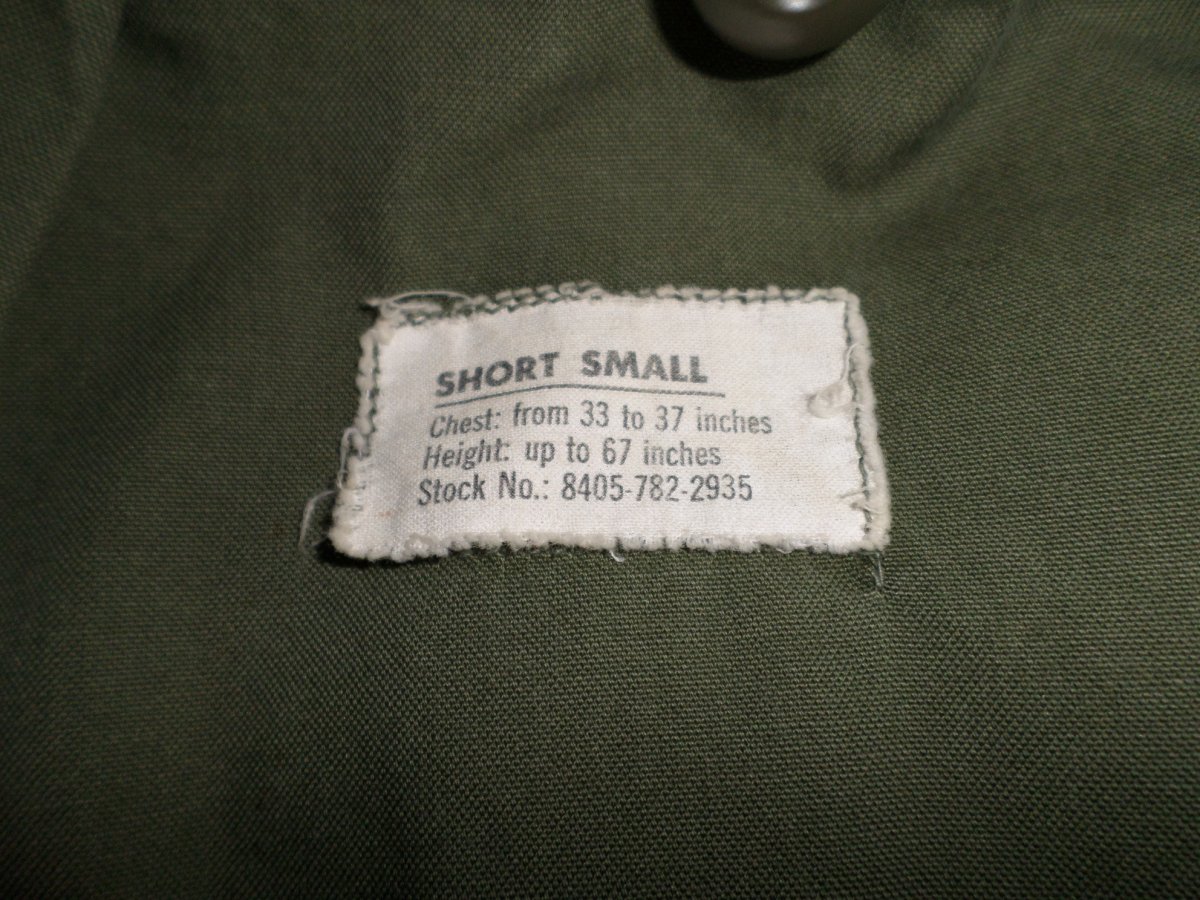 SHORT SMALL
Chest: from 33 to 37 inches
Height: up to 67 inches
Stock No.: 8405-782-2935